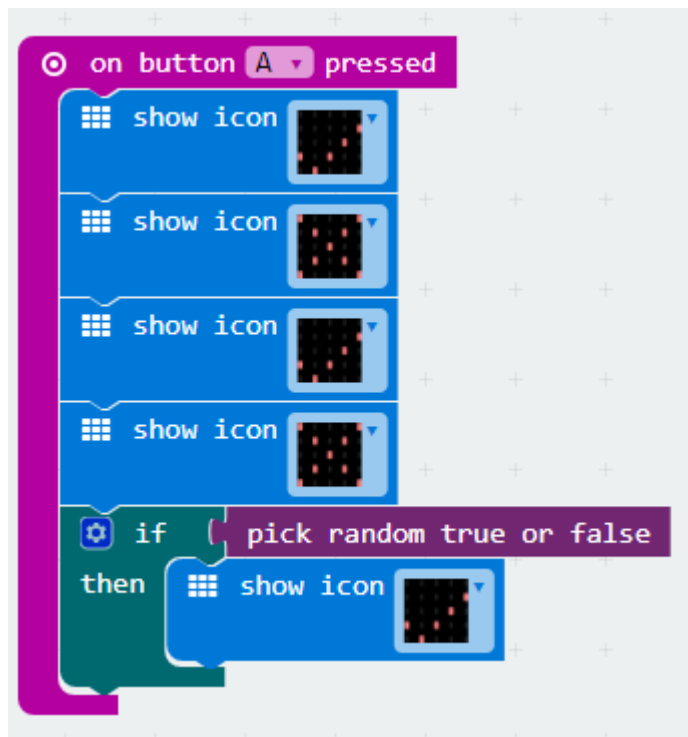 on button A pressed
show icon
show icon
show icon
show icon
if pick random true or false
then show icon